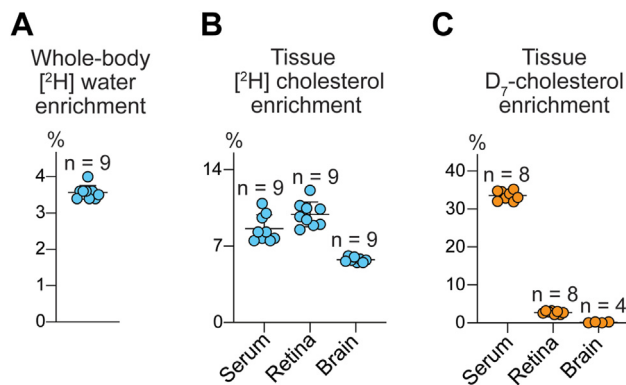 A
Whole-body
[²H] water
enrichment
%
n = 9
4
3
2
1
0
B
Tissue
[²H] cholesterol
enrichment
%
14
n = 9
n = 9
7
n = 9
0
Serum
Retina
Brain
C
Tissue
D₇-cholesterol
enrichment
%
40
n = 8
30
20
10
n = 8
n = 4
0
Serum
Retina
Brain